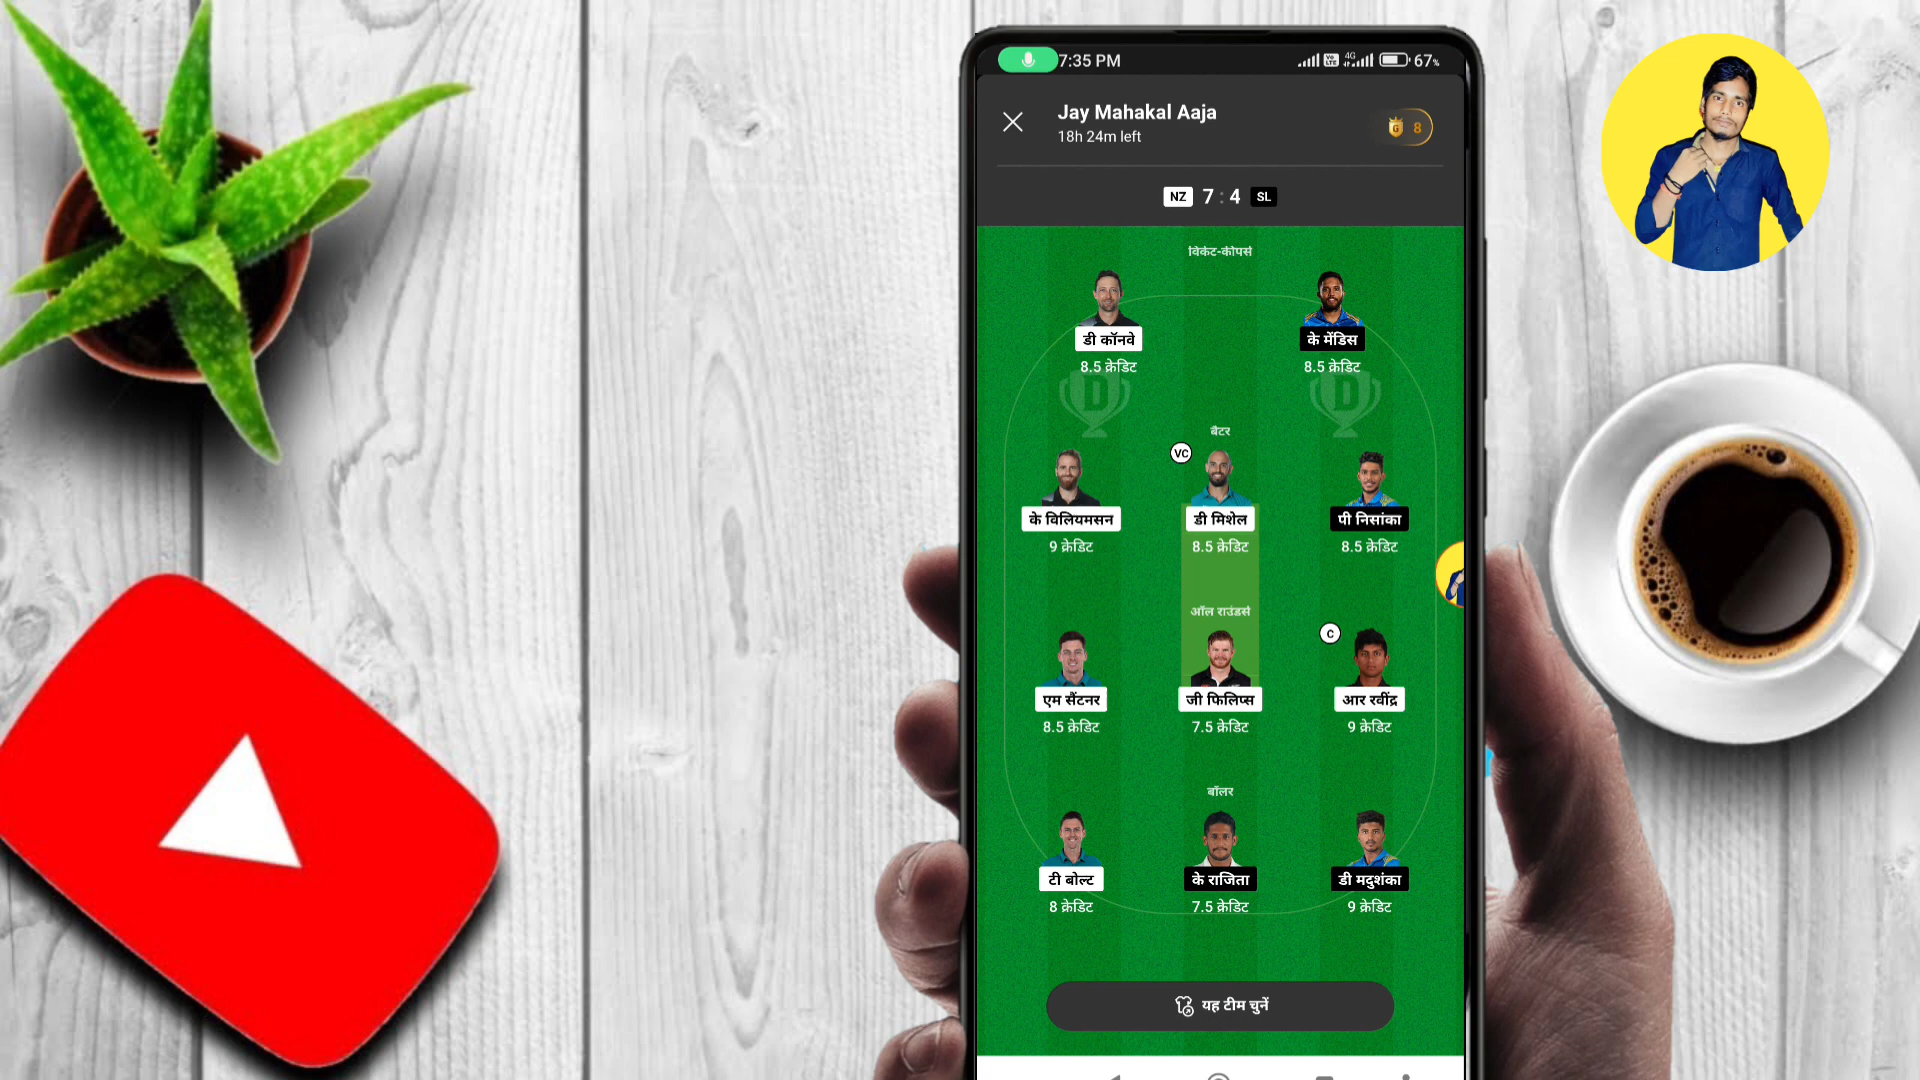 7:35 PM
4G
67%
Jay Mahakal Aaja
18h 24m left
G 8
NZ 7 : 4 SL
विकेट-कीपर्स
डी कॉनवे
के मेंडिस
8.5 क्रेडिट
8.5 क्रेडिट
D
D
बैटर
VC
के विलियमसन
डी मिशेल
पी निसांका
9 क्रेडिट
8.5 क्रेडिट
8.5 क्रेडिट
ऑल राउंडर्स
C
एम सैंटनर
जी फिलिप्स
आर रवींद्र
8.5 क्रेडिट
7.5 क्रेडिट
9 क्रेडिट
बॉलर
टी बोल्ट
के राजिता
डी मदुशंका
8 क्रेडिट
7.5 क्रेडिट
9 क्रेडिट
यह टीम चुनें